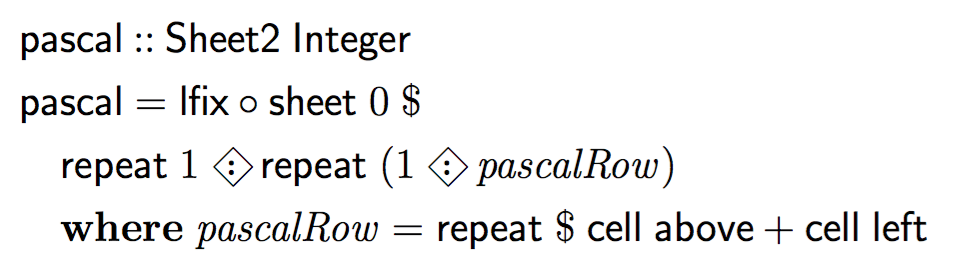 pascal :: Sheet2 Integer
pascal = lfix ∘ sheet 0 $
repeat 1 <:> repeat (1 <:> pascalRow)
where pascalRow = repeat $ cell above + cell left